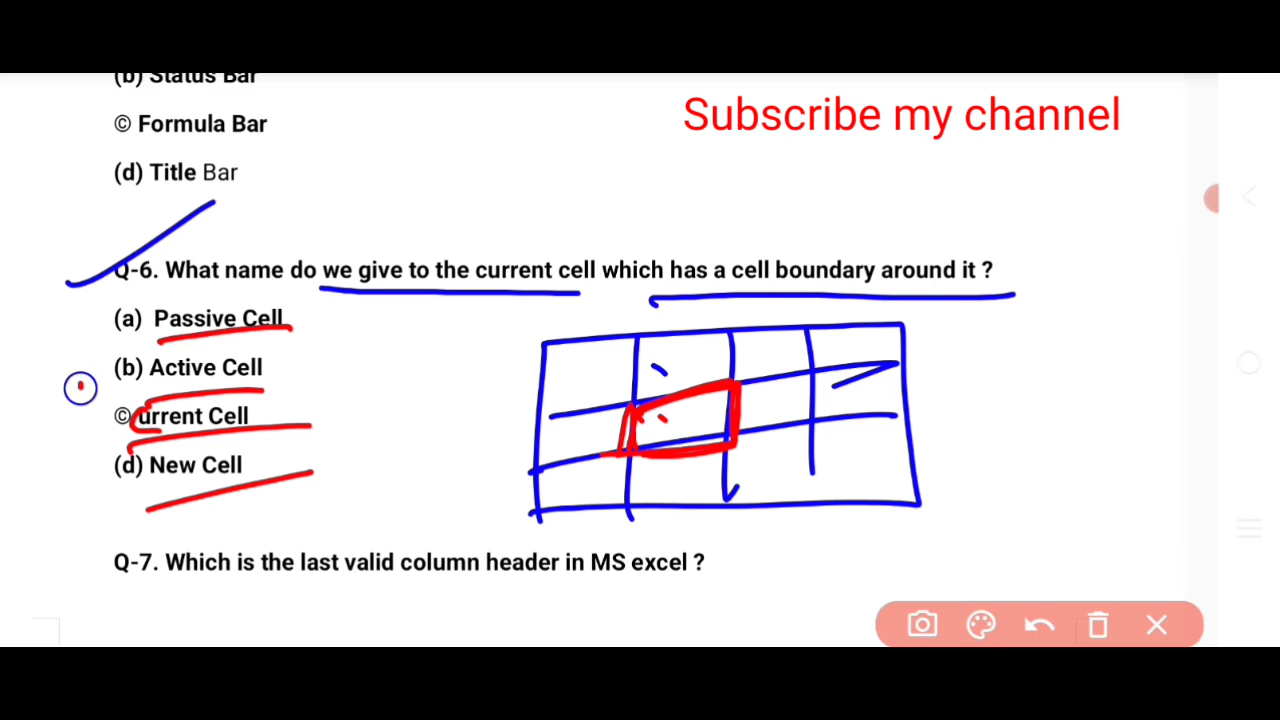 (b) Status Bar
© Formula Bar
Subscribe my channel
(d) Title Bar
Q-6. What name do we give to the current cell which has a cell boundary around it ?
(a) Passive Cell
(b) Active Cell
©urrent Cell
(d) New Cell
Q-7. Which is the last valid column header in MS excel ?